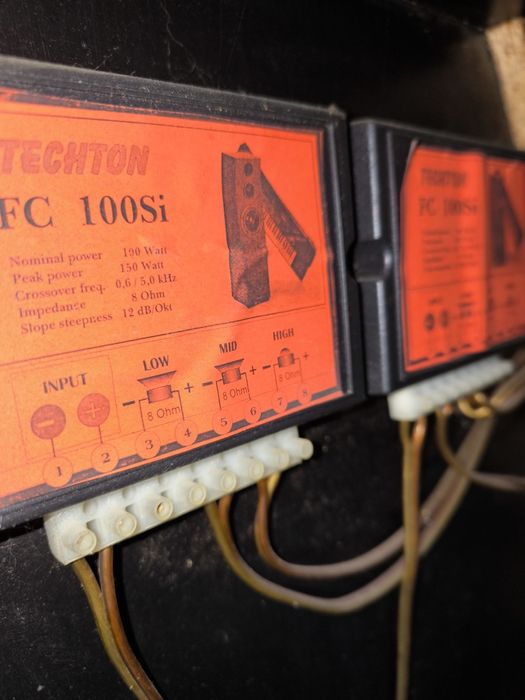 TECHTON
FC 100Si
Nominal power 100 Watt
Peak power 150 Watt
Crossover freq. 0,6 / 5,0 kHz
Impedance 8 Ohm
Slope steepness 12 dB/Okt
INPUT
LOW
MID
HIGH
- +
- +
- +
- +
8 Ohm
8 Ohm
8 Ohm
1 2 3 4 5 6 7 8
TECHTON
FC 100Si